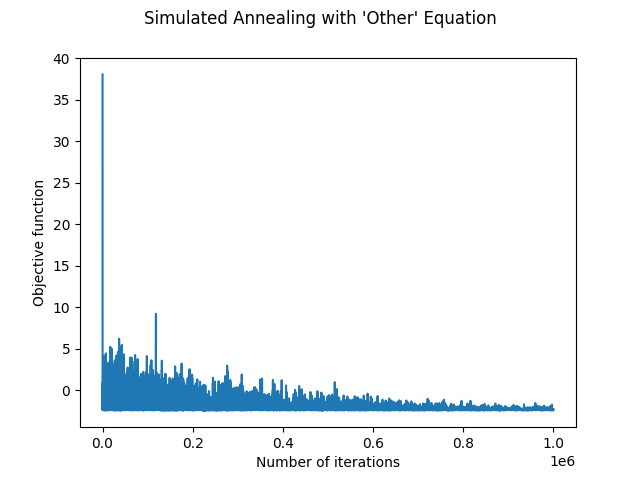 Simulated Annealing with 'Other' Equation
40
35
30
25
20
15
10
5
0
Objective function
0.0 0.2 0.4 0.6 0.8 1.0
Number of iterations
1e6